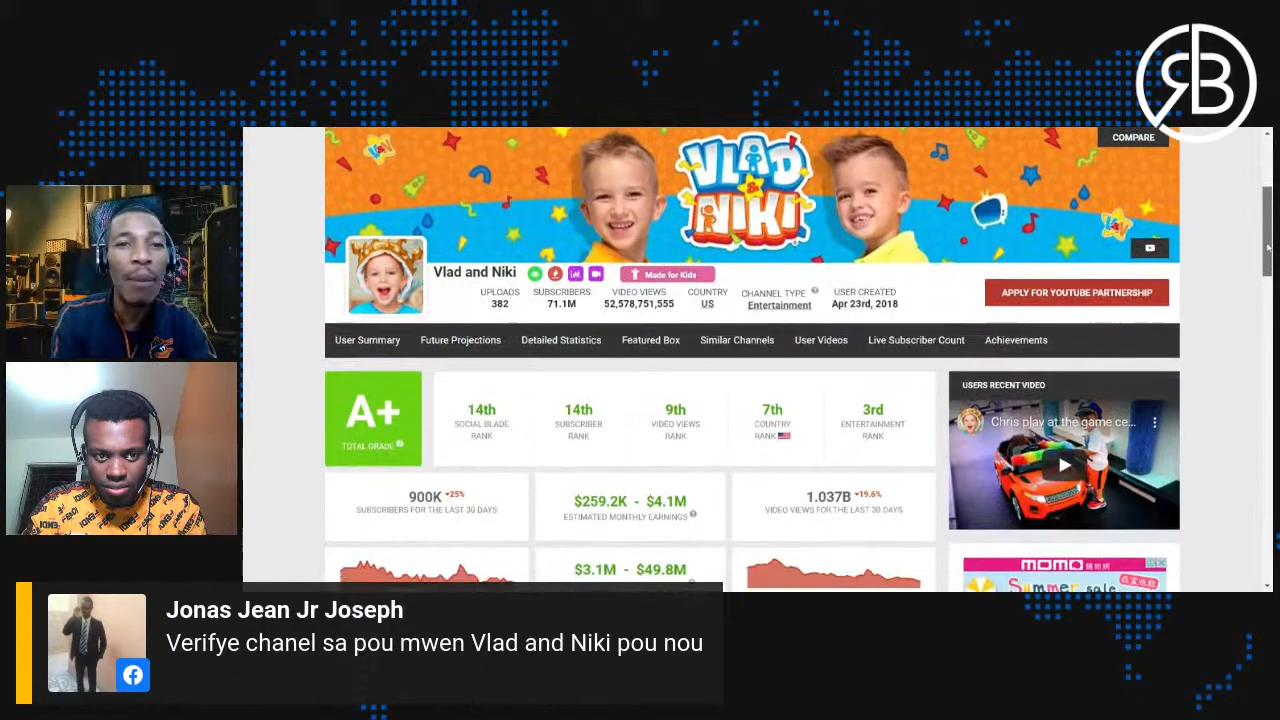 RB
COMPARE
VLAD
&
NIKI
V&V
V&V
Vlad and Niki
Made for Kids
UPLOADS
382
SUBSCRIBERS
71.1M
VIDEO VIEWS
52,578,751,555
COUNTRY
US
CHANNEL TYPE
Entertainment
USER CREATED
Apr 23rd, 2018
APPLY FOR YOUTUBE PARTNERSHIP
User Summary
Future Projections
Detailed Statistics
Featured Box
Similar Channels
User Videos
Live Subscriber Count
Achievements
A+
TOTAL GRADE
14th
SOCIAL BLADE
RANK
14th
SUBSCRIBER
RANK
9th
VIDEO VIEWS
RANK
7th
COUNTRY
RANK
3rd
ENTERTAINMENT
RANK
USERS RECENT VIDEO
Chris play at the game ce...
900K -25%
SUBSCRIBERS FOR THE LAST 30 DAYS
$259.2K - $4.1M
ESTIMATED MONTHLY EARNINGS
1.037B -19.6%
VIDEO VIEWS FOR THE LAST 30 DAYS
$3.1M - $49.8M
momo
Summer sale
Jonas Jean Jr Joseph
Verifye chanel sa pou mwen Vlad and Niki pou nou